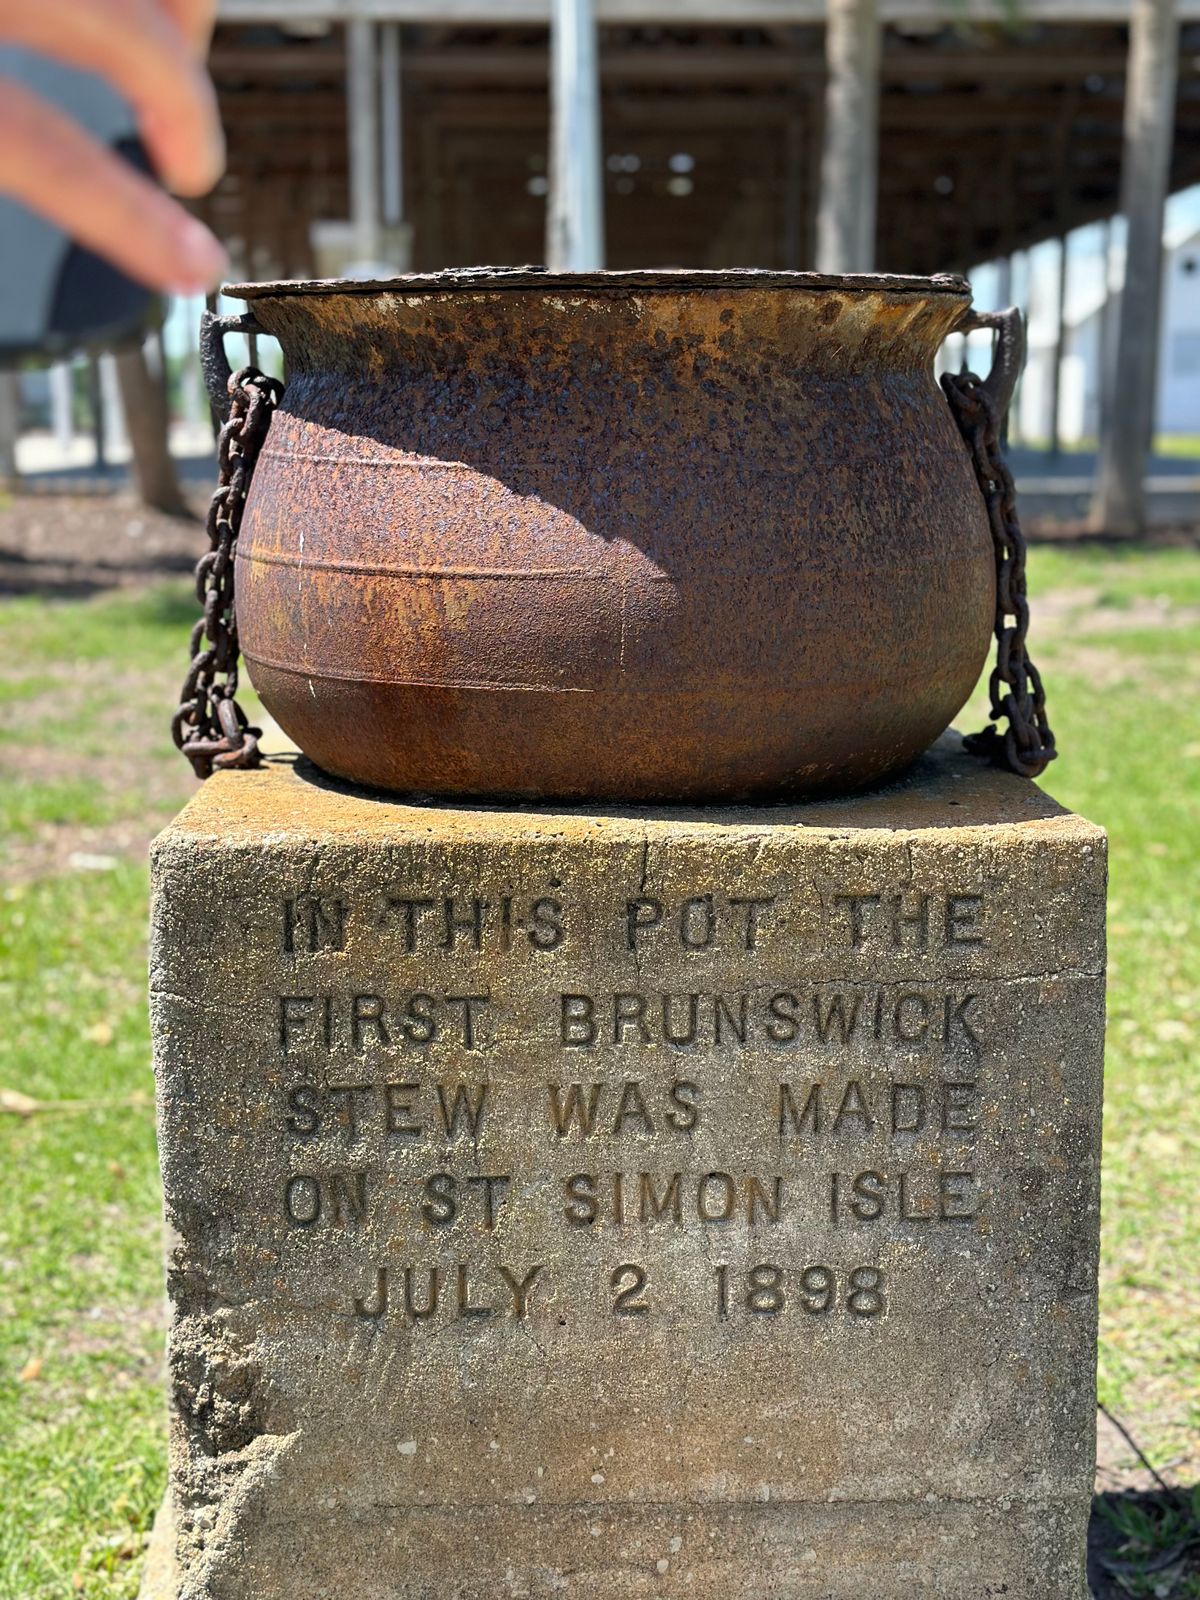 IN THIS POT THE
FIRST BRUNSWICK
STEW WAS MADE
ON ST SIMON ISLE
JULY 2 1898